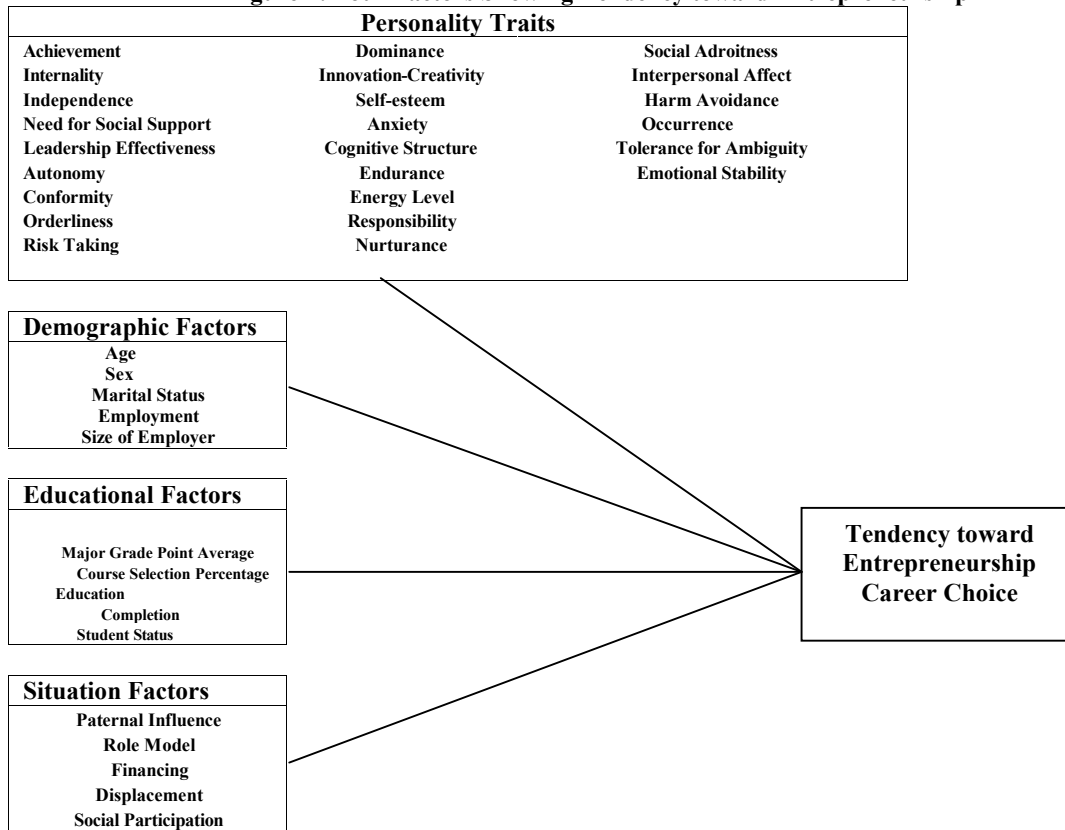 Personality Traits
Achievement Dominance Social Adroitness
Internality Innovation-Creativity Interpersonal Affect
Independence Self-esteem Harm Avoidance
Need for Social Support Anxiety Occurrence
Leadership Effectiveness Cognitive Structure Tolerance for Ambiguity
Autonomy Endurance Emotional Stability
Conformity Energy Level
Orderliness Responsibility
Risk Taking Nurturance
Demographic Factors
Age
Sex
Marital Status
Employment
Size of Employer
Educational Factors
Major Grade Point Average
Course Selection Percentage
Education
Completion
Student Status
Situation Factors
Paternal Influence
Role Model
Financing
Displacement
Social Participation
Tendency toward
Entrepreneurship
Career Choice